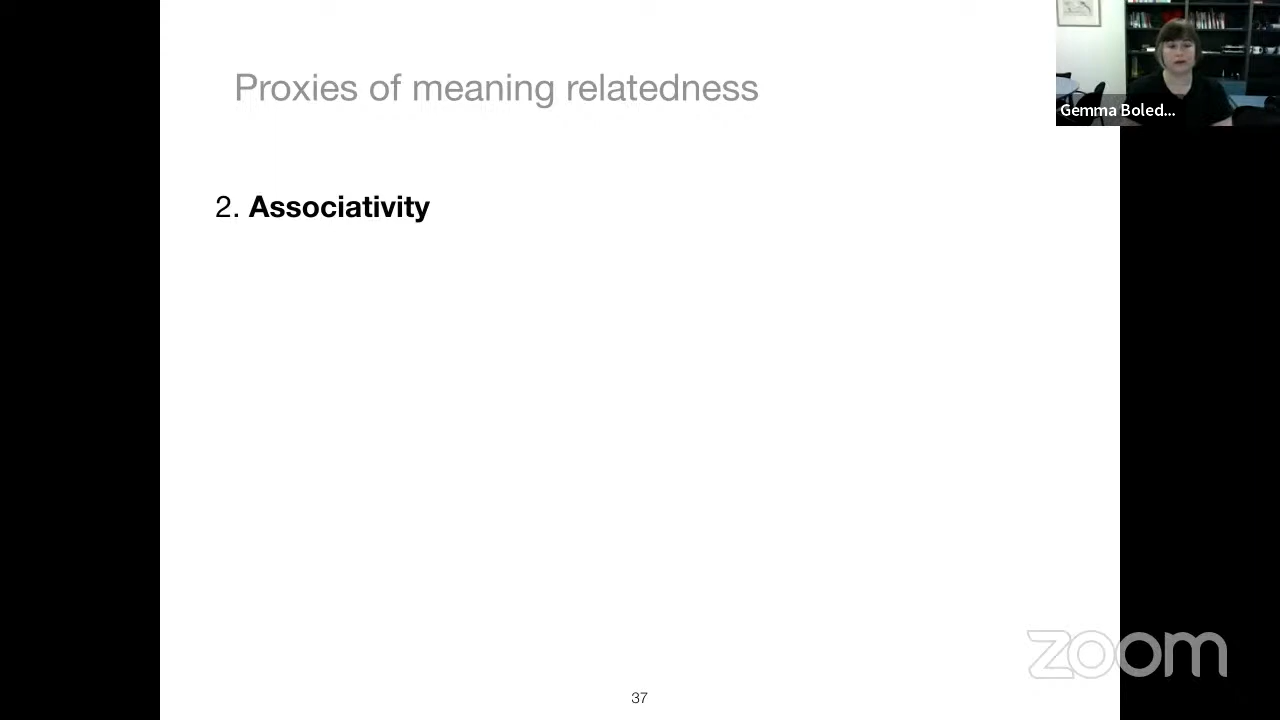 Proxies of meaning relatedness
Gemma Boled...
2. Associativity
zoom
37